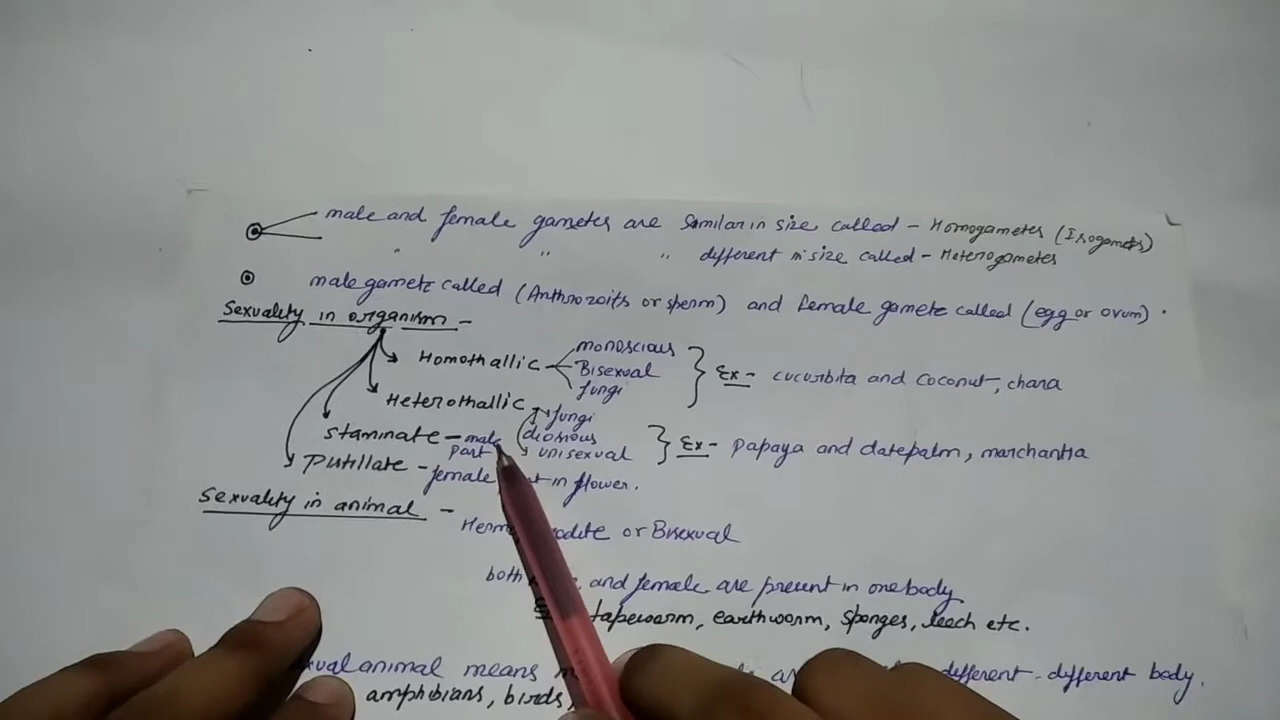 male and female gametes are Similar in size called - Homogametes (Isogametes)
" " " different in size called - Heterogametes
male gamete called (Anthrozoits or sperm) and female gamete called (egg or ovum).
Sexuality in organism -
Homothallic
monoscious
Bisexual
fungi
Ex - cucurbita and coconut, chara
Heterothallic
fungi
diosious
unisexual
Ex - papaya and datepalm, marchantia
Staminate - male
part
Pistillate - female in flower.
Sexuality in animal -
or Bisexual
both and female are present in one body
tapeworm, earthworm, Sponges, leech etc.
animal means different-different body.
amphibians, birds,